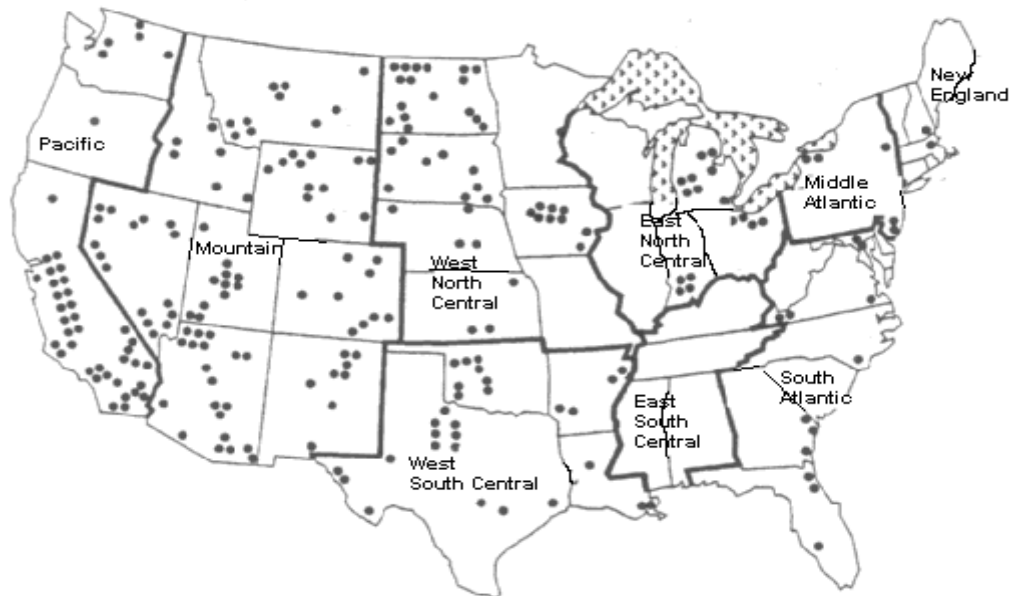 New
England
Pacific
Middle
Atlantic
East
North
Central
Mountain
West
North
Central
South
Atlantic
East
South
Central
West
South Central